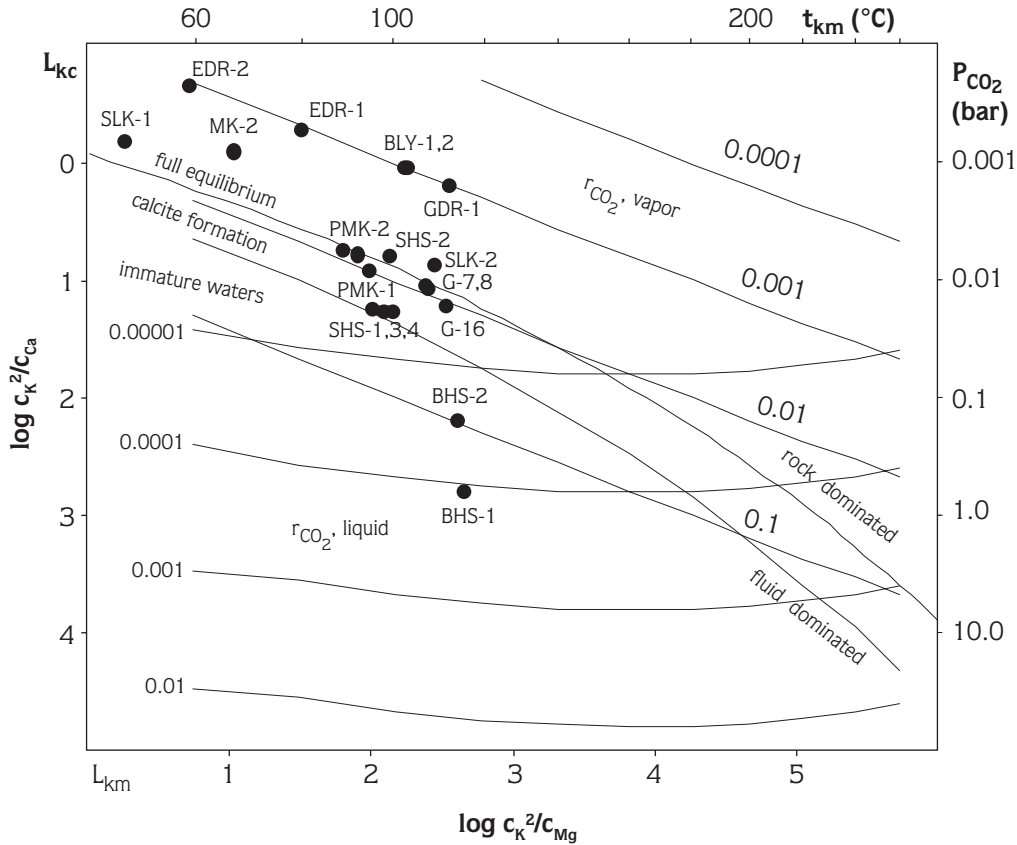 60 100 200 t_km (°C)
L_kc
P_CO₂
(bar)
EDR-2
EDR-1
SLK-1
MK-2
BLY-1,2
0.0001
0
0.001
full equilibrium
r_CO₂, vapor
GDR-1
calcite formation
PMK-2
SHS-2
SLK-2
immature waters
G-7,8
0.001
1
0.01
PMK-1
G-16
SHS-1,3,4
0.00001
log c_K²/c_Ca
BHS-2
2
0.01
0.1
0.0001
rock dominated
BHS-1
3
r_CO₂, liquid
0.1
1.0
0.001
fluid dominated
4
10.0
0.01
L_km 1 2 3 4 5
log c_K²/c_Mg